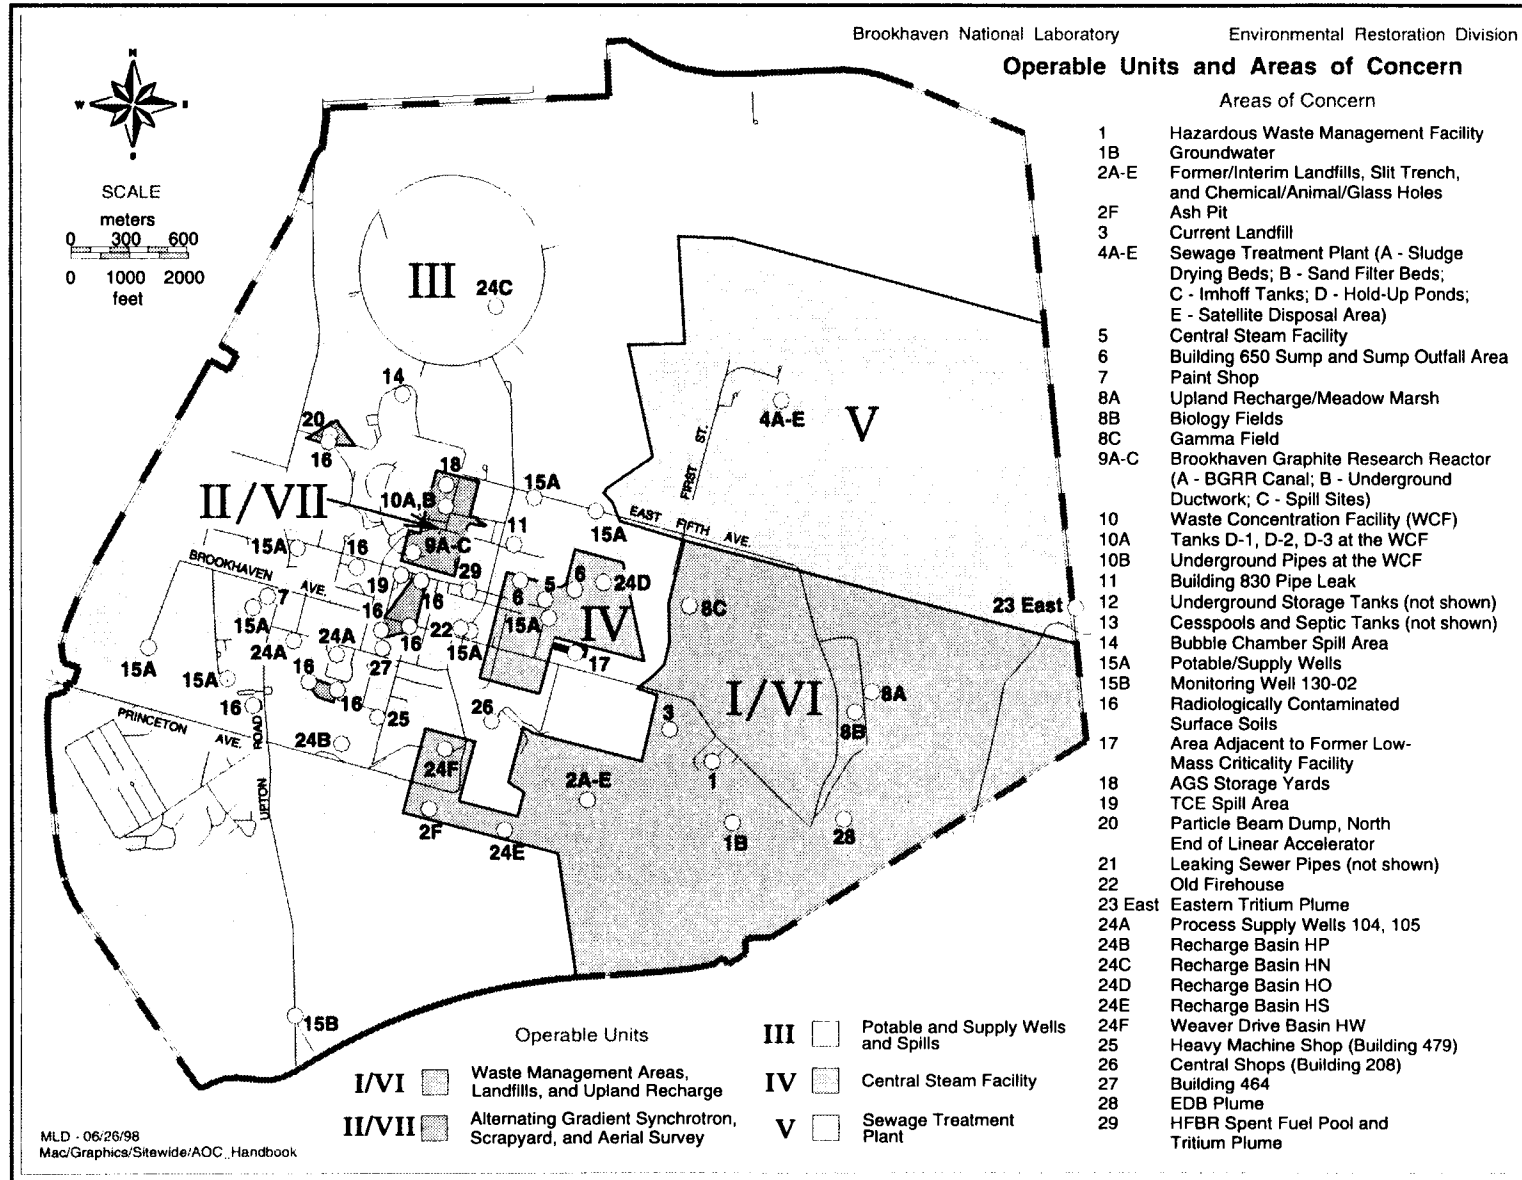 Brookhaven National Laboratory Environmental Restoration Division
Operable Units and Areas of Concern
Areas of Concern
1 Hazardous Waste Management Facility
1B Groundwater
2A-E Former/Interim Landfills, Slit Trench,
and Chemical/Animal/Glass Holes
2F Ash Pit
3 Current Landfill
4A-E Sewage Treatment Plant (A - Sludge
Drying Beds; B - Sand Filter Beds;
C - Imhoff Tanks; D - Hold-Up Ponds;
E - Satellite Disposal Area)
5 Central Steam Facility
6 Building 650 Sump and Sump Outfall Area
7 Paint Shop
8A Upland Recharge/Meadow Marsh
8B Biology Fields
8C Gamma Field
9A-C Brookhaven Graphite Research Reactor
(A - BGRR Canal; B - Underground
Ductwork; C - Spill Sites)
10 Waste Concentration Facility (WCF)
10A Tanks D-1, D-2, D-3 at the WCF
10B Underground Pipes at the WCF
11 Building 830 Pipe Leak
12 Underground Storage Tanks (not shown)
13 Cesspools and Septic Tanks (not shown)
14 Bubble Chamber Spill Area
15A Potable/Supply Wells
15B Monitoring Well 130-02
16 Radiologically Contaminated
Surface Soils
17 Area Adjacent to Former Low-
Mass Criticality Facility
18 AGS Storage Yards
19 TCE Spill Area
20 Particle Beam Dump, North
End of Linear Accelerator
21 Leaking Sewer Pipes (not shown)
22 Old Firehouse
23 East Eastern Tritium Plume
24A Process Supply Wells 104, 105
24B Recharge Basin HP
24C Recharge Basin HN
24D Recharge Basin HO
24E Recharge Basin HS
24F Weaver Drive Basin HW
25 Heavy Machine Shop (Building 479)
26 Central Shops (Building 208)
27 Building 464
28 EDB Plume
29 HFBR Spent Fuel Pool and
Tritium Plume
N
W
S
SCALE
meters
0 300 600
0 1000 2000
feet
III
24C
14
20
16
4A-E
V
FIRST ST.
18
15A
II/VII
10A,B
15A
EAST FIFTH AVE.
11
9A-C
15A
16
BROOKHAVEN AVE.
19
29
5
6
24D
6
7
16
16
8C
23 East
15A
24A
16
22
15A
IV
15A
24A
15A
27
17
15A
16
16
I/VI
8A
16
ROAD
25
26
3
8B
PRINCETON AVE.
24B
24F
1
UPTON
2A-E
2F
24E
1B
28
15B
Operable Units
I/VI Waste Management Areas,
Landfills, and Upland Recharge
II/VII Alternating Gradient Synchrotron,
Scrapyard, and Aerial Survey
III Potable and Supply Wells
and Spills
IV Central Steam Facility
V Sewage Treatment
Plant
MLD - 06/26/98
Mac/Graphics/Sitewide/AOC_Handbook